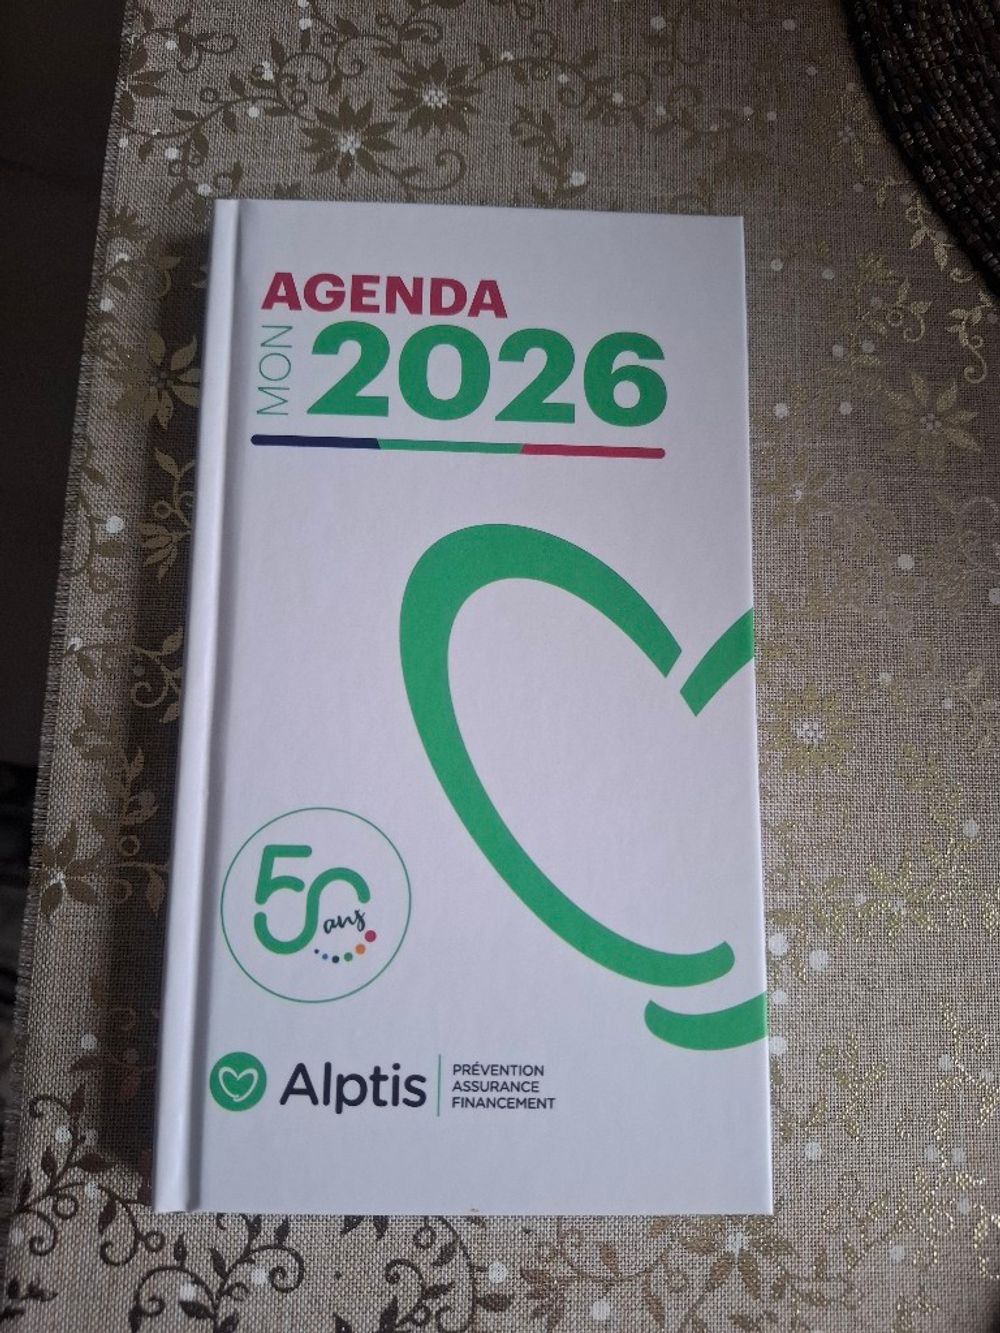 AGENDA
MON
2026
50
ans
Alptis
PRÉVENTION
ASSURANCE
FINANCEMENT